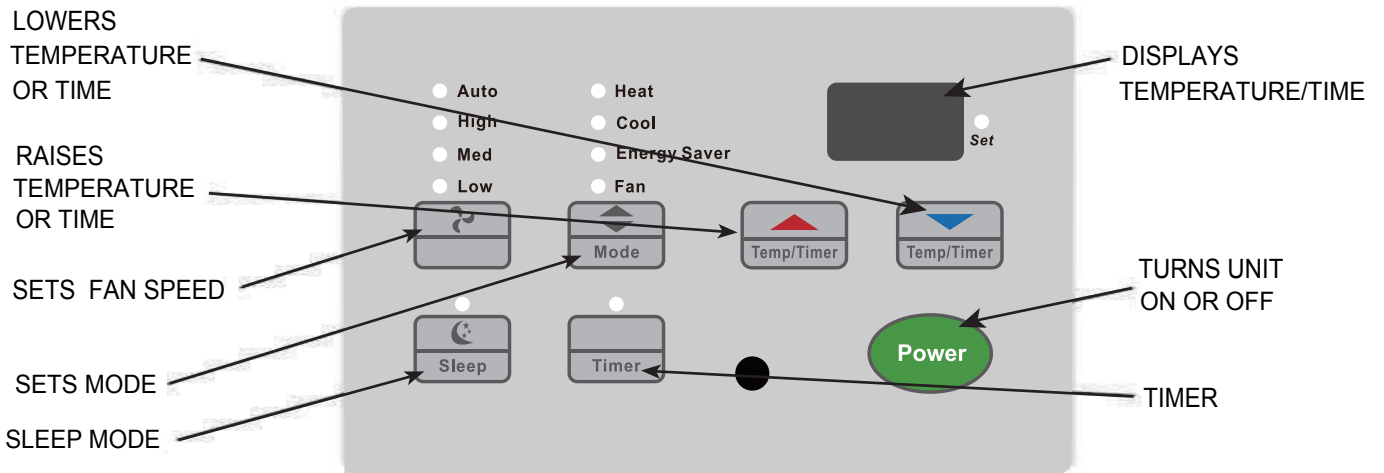 LOWERS
TEMPERATURE
OR TIME
DISPLAYS
TEMPERATURE/TIME
Auto
High
Med
Low
Heat
Cool
Energy Saver
Fan
Set
RAISES
TEMPERATURE
OR TIME
Mode
Temp/Timer
Temp/Timer
SETS FAN SPEED
TURNS UNIT
ON OR OFF
Sleep
Timer
Power
SETS MODE
TIMER
SLEEP MODE